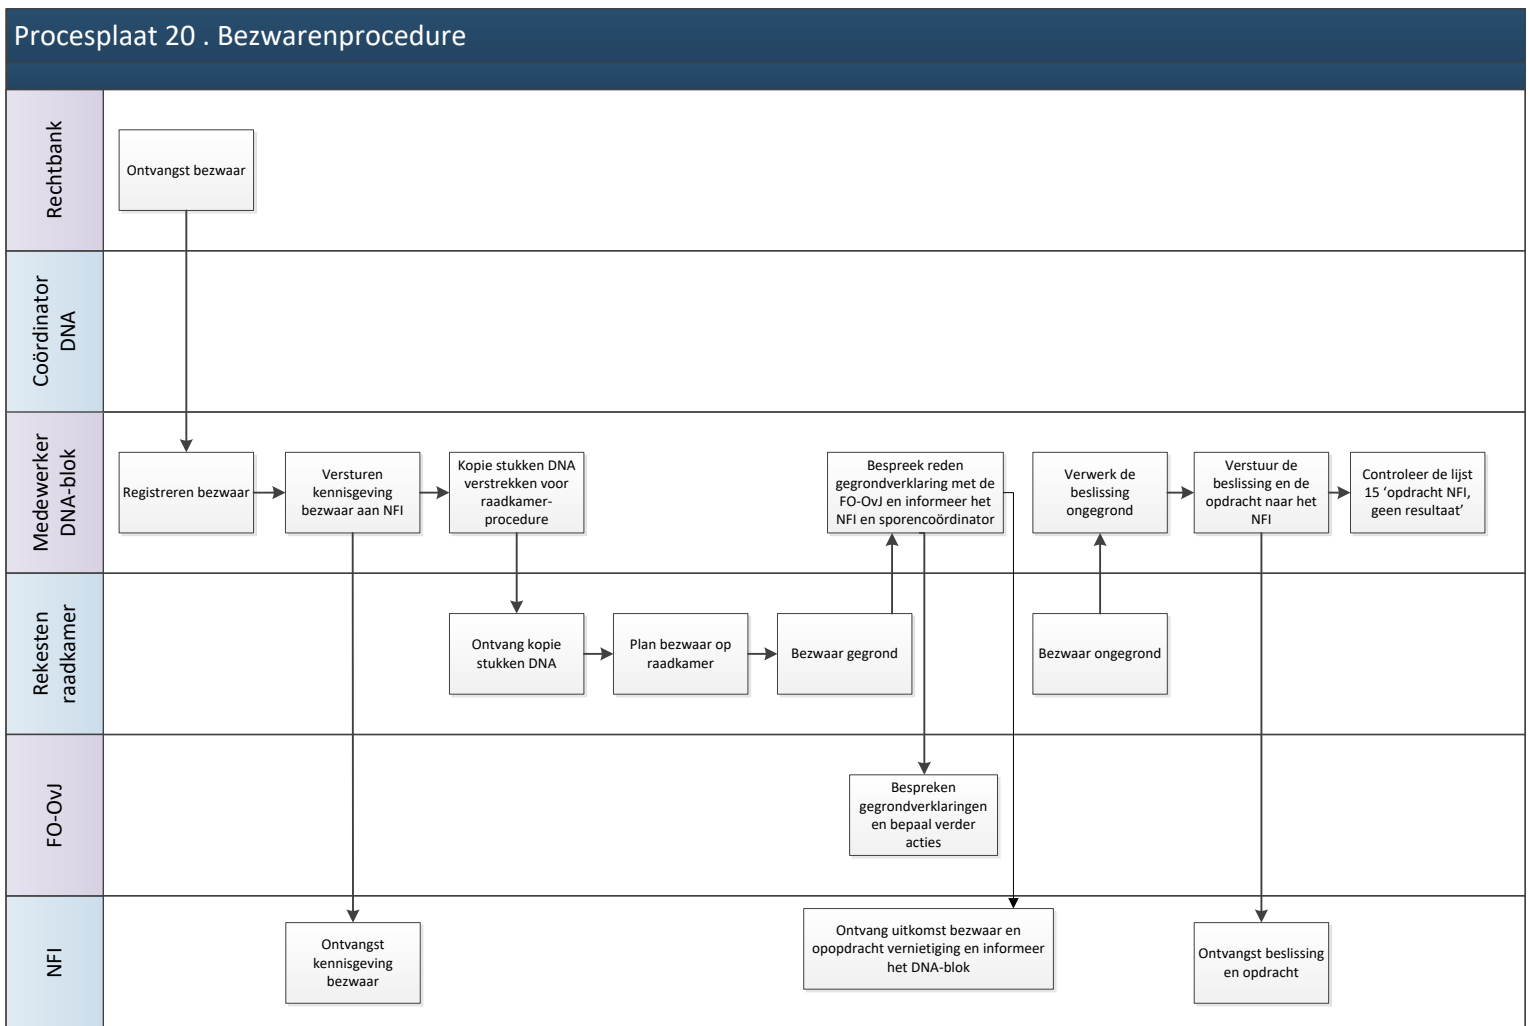 Procesplaat 20 . Bezwarenprocedure
Rechtbank
Ontvangst bezwaar
Coördinator
DNA
Medewerker
DNA-blok
Registreren bezwaar
Versturen
kennisgeving
bezwaar aan NFI
Kopie stukken DNA
verstrekken voor
raadkamer-
procedure
Bespreek reden
gegrondverklaring met de
FO-OvJ en informeer het
NFI en sporencoördinator
Verwerk de
beslissing
ongegrond
Verstuur de
beslissing en de
opdracht naar het
NFI
Controleer de lijst
15 ‘opdracht NFI,
geen resultaat’
Rekesten
raadkamer
Ontvang kopie
stukken DNA
Plan bezwaar op
raadkamer
Bezwaar gegrond
Bezwaar ongegrond
FO-OvJ
Bespreken
gegrondverklaringen
en bepaal verder
acties
NFI
Ontvangst
kennisgeving
bezwaar
Ontvang uitkomst bezwaar en
opopdracht vernietiging en informeer
het DNA-blok
Ontvangst beslissing
en opdracht